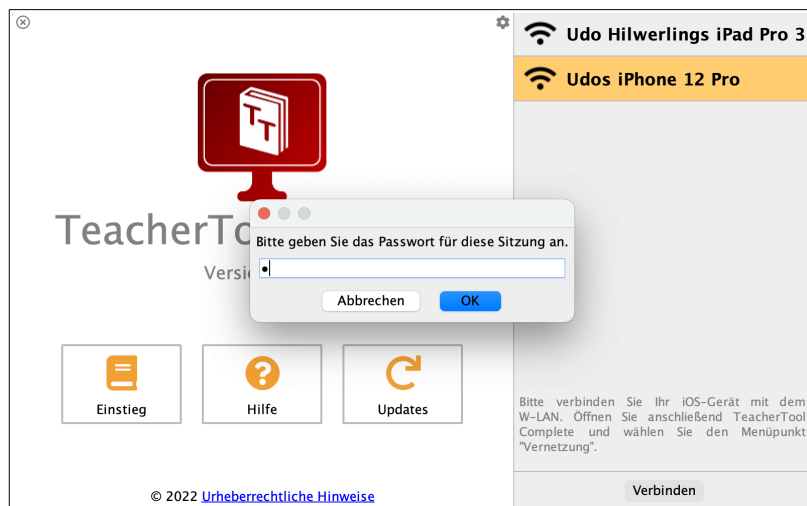 Udo Hilwerlings iPad Pro 3
Udos iPhone 12 Pro
TT
TeacherTo
Versi
Bitte geben Sie das Passwort für diese Sitzung an.
Abbrechen
OK
Einstieg
Hilfe
Updates
© 2022 Urheberrechtliche Hinweise
Bitte verbinden Sie Ihr iOS-Gerät mit dem
W-LAN. Öffnen Sie anschließend TeacherTool
Complete und wählen Sie den Menüpunkt
"Vernetzung".
Verbinden